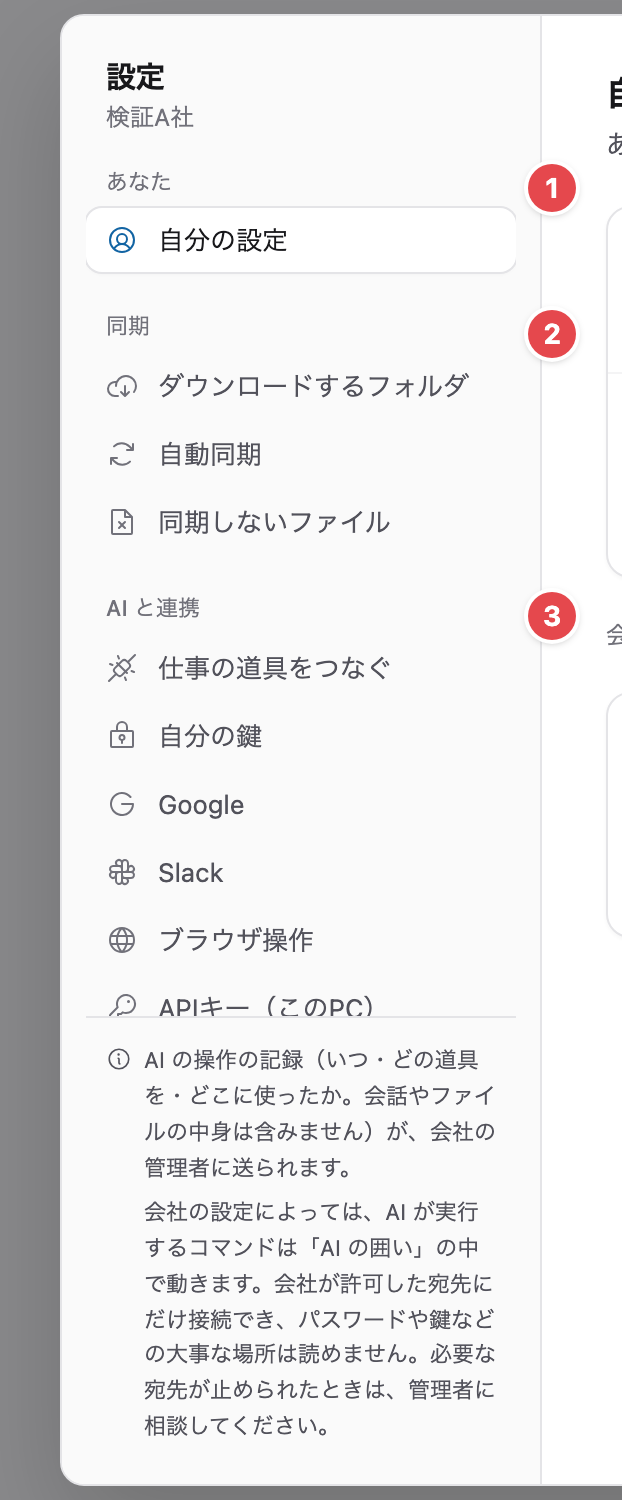 設定
検証A社
あなた
1
自分の設定
同期
2
ダウンロードするフォルダ
自動同期
同期しないファイル
AI と連携
3
仕事の道具をつなぐ
自分の鍵
Google
Slack
ブラウザ操作
APIキー（このPC）
AI の操作の記録（いつ・どの道具
を・どこに使ったか。会話やファイ
ルの中身は含みません）が、会社の
管理者に送られます。
会社の設定によっては、AI が実行
するコマンドは「AI の囲い」の中
で動きます。会社が許可した宛先に
だけ接続でき、パスワードや鍵など
の大事な場所は読めません。必要な
宛先が止められたときは、管理者に
相談してください。